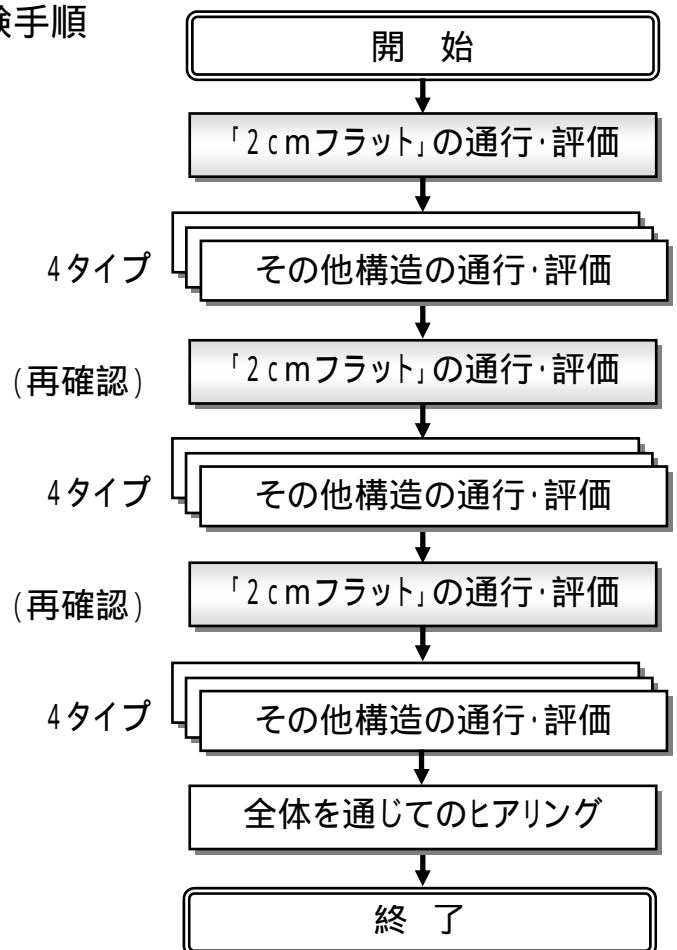 験手順
開 始
「2cmフラット」の通行・評価
4タイプ
その他構造の通行・評価
(再確認)
「2cmフラット」の通行・評価
4タイプ
その他構造の通行・評価
(再確認)
「2cmフラット」の通行・評価
4タイプ
その他構造の通行・評価
全体を通じてのヒアリング
終 了